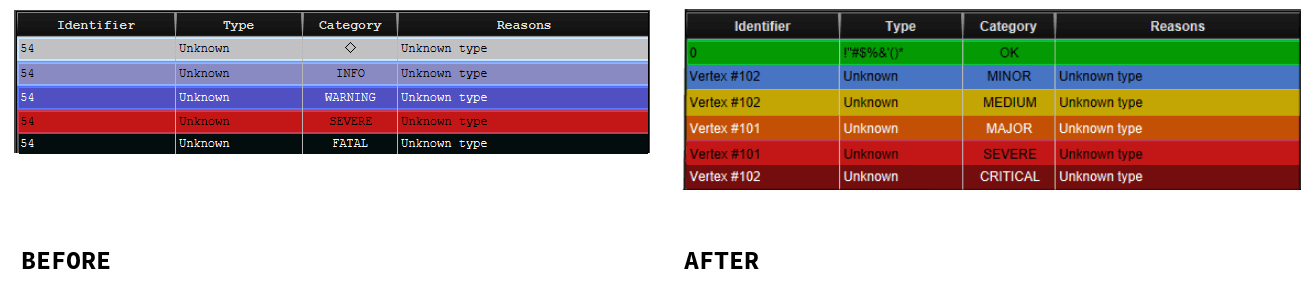 Identifier Type Category Reasons
54 Unknown ◇ Unknown type
54 Unknown INFO Unknown type
54 Unknown WARNING Unknown type
54 Unknown SEVERE Unknown type
54 Unknown FATAL Unknown type
BEFORE
Identifier Type Category Reasons
0 !"#$%&'()* OK
Vertex #102 Unknown MINOR Unknown type
Vertex #102 Unknown MEDIUM Unknown type
Vertex #101 Unknown MAJOR Unknown type
Vertex #101 Unknown SEVERE Unknown type
Vertex #102 Unknown CRITICAL Unknown type
AFTER